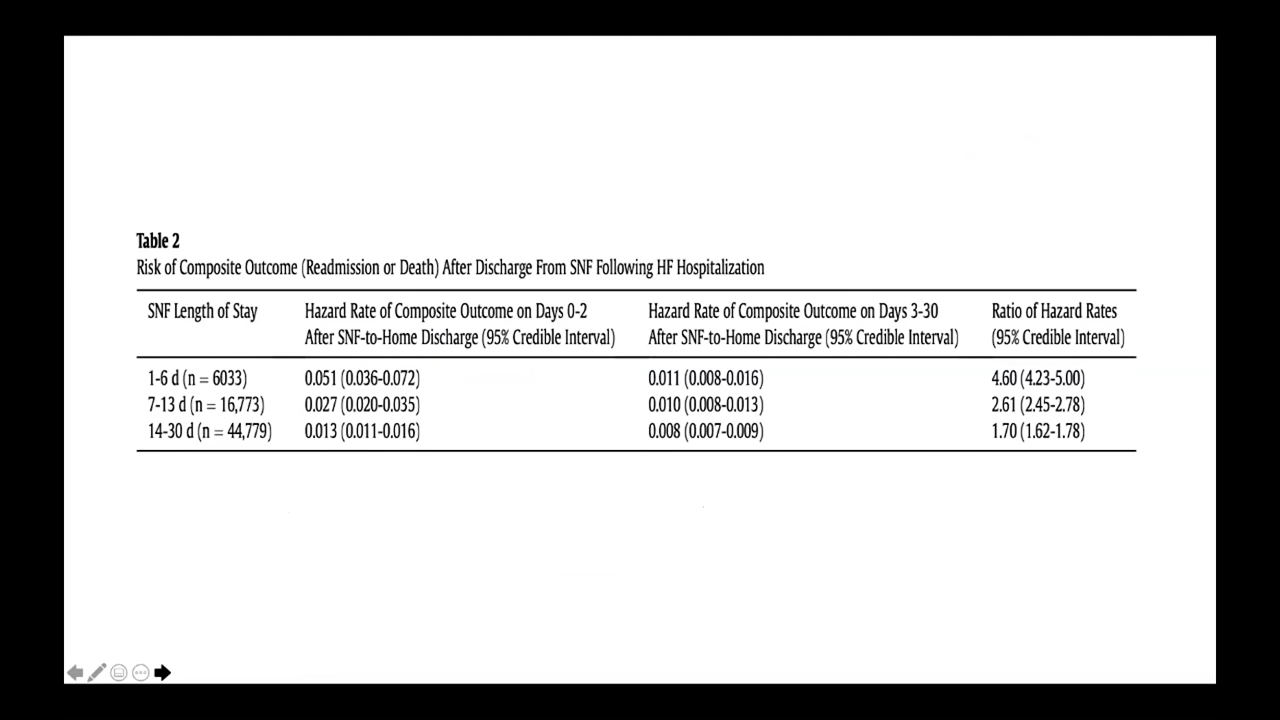 Table 2
Risk of Composite Outcome (Readmission or Death) After Discharge From SNF Following HF Hospitalization
SNF Length of Stay Hazard Rate of Composite Outcome on Days 0-2 Hazard Rate of Composite Outcome on Days 3-30 Ratio of Hazard Rates
After SNF-to-Home Discharge (95% Credible Interval) After SNF-to-Home Discharge (95% Credible Interval) (95% Credible Interval)
1-6 d (n = 6033) 0.051 (0.036-0.072) 0.011 (0.008-0.016) 4.60 (4.23-5.00)
7-13 d (n = 16,773) 0.027 (0.020-0.035) 0.010 (0.008-0.013) 2.61 (2.45-2.78)
14-30 d (n = 44,779) 0.013 (0.011-0.016) 0.008 (0.007-0.009) 1.70 (1.62-1.78)